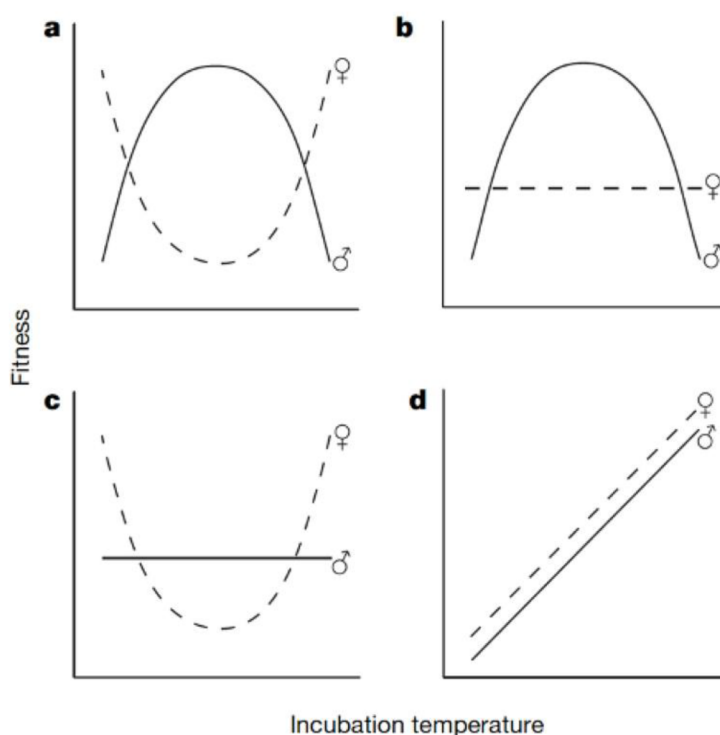 a
♀
♂
b
♀
♂
Fitness
c
♀
♂
d
♀
♂
Incubation temperature